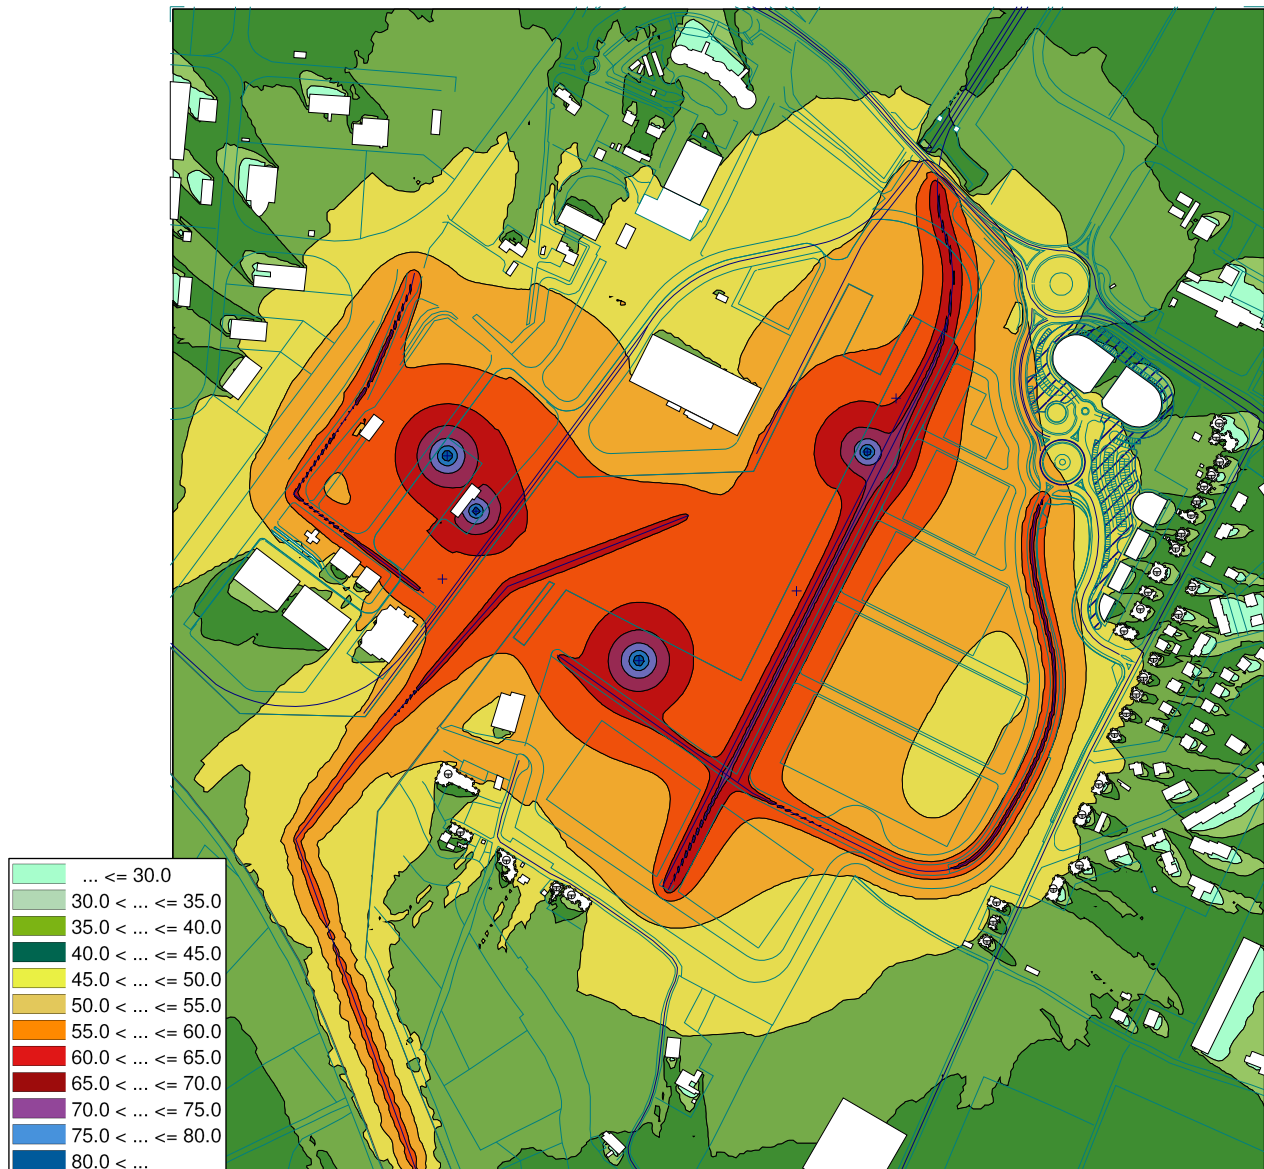 ... <= 30.0
30.0 < ... <= 35.0
35.0 < ... <= 40.0
40.0 < ... <= 45.0
45.0 < ... <= 50.0
50.0 < ... <= 55.0
55.0 < ... <= 60.0
60.0 < ... <= 65.0
65.0 < ... <= 70.0
70.0 < ... <= 75.0
75.0 < ... <= 80.0
80.0 < ...